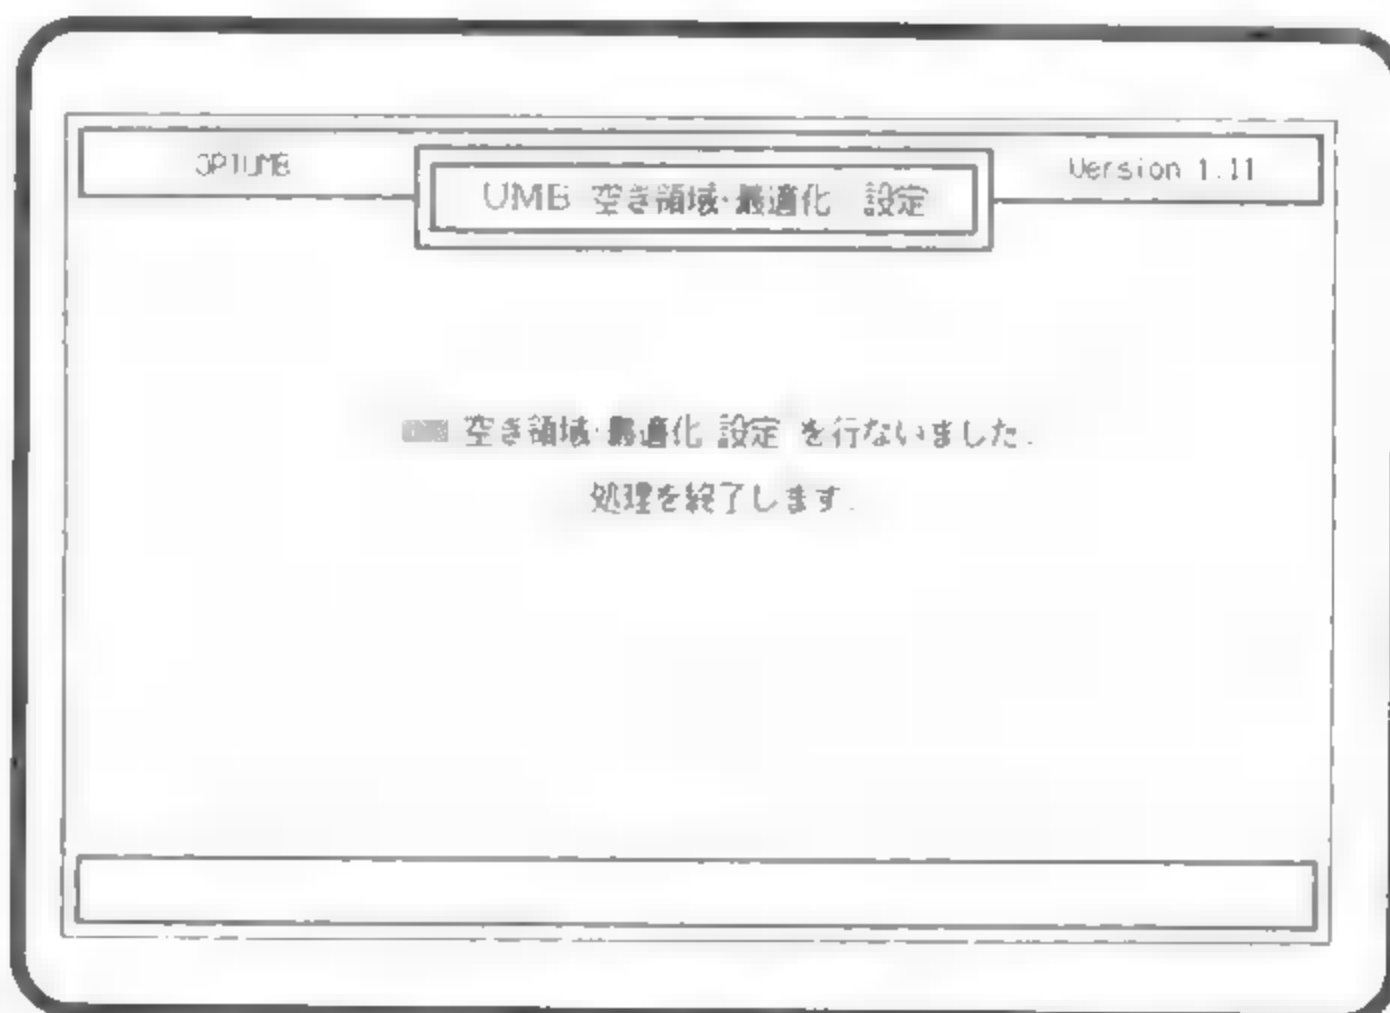 OPTUMB
UMB 空き領域・最適化 設定
Version 1.11
空き領域・最適化 設定 を行ないました.
処理を終了します.